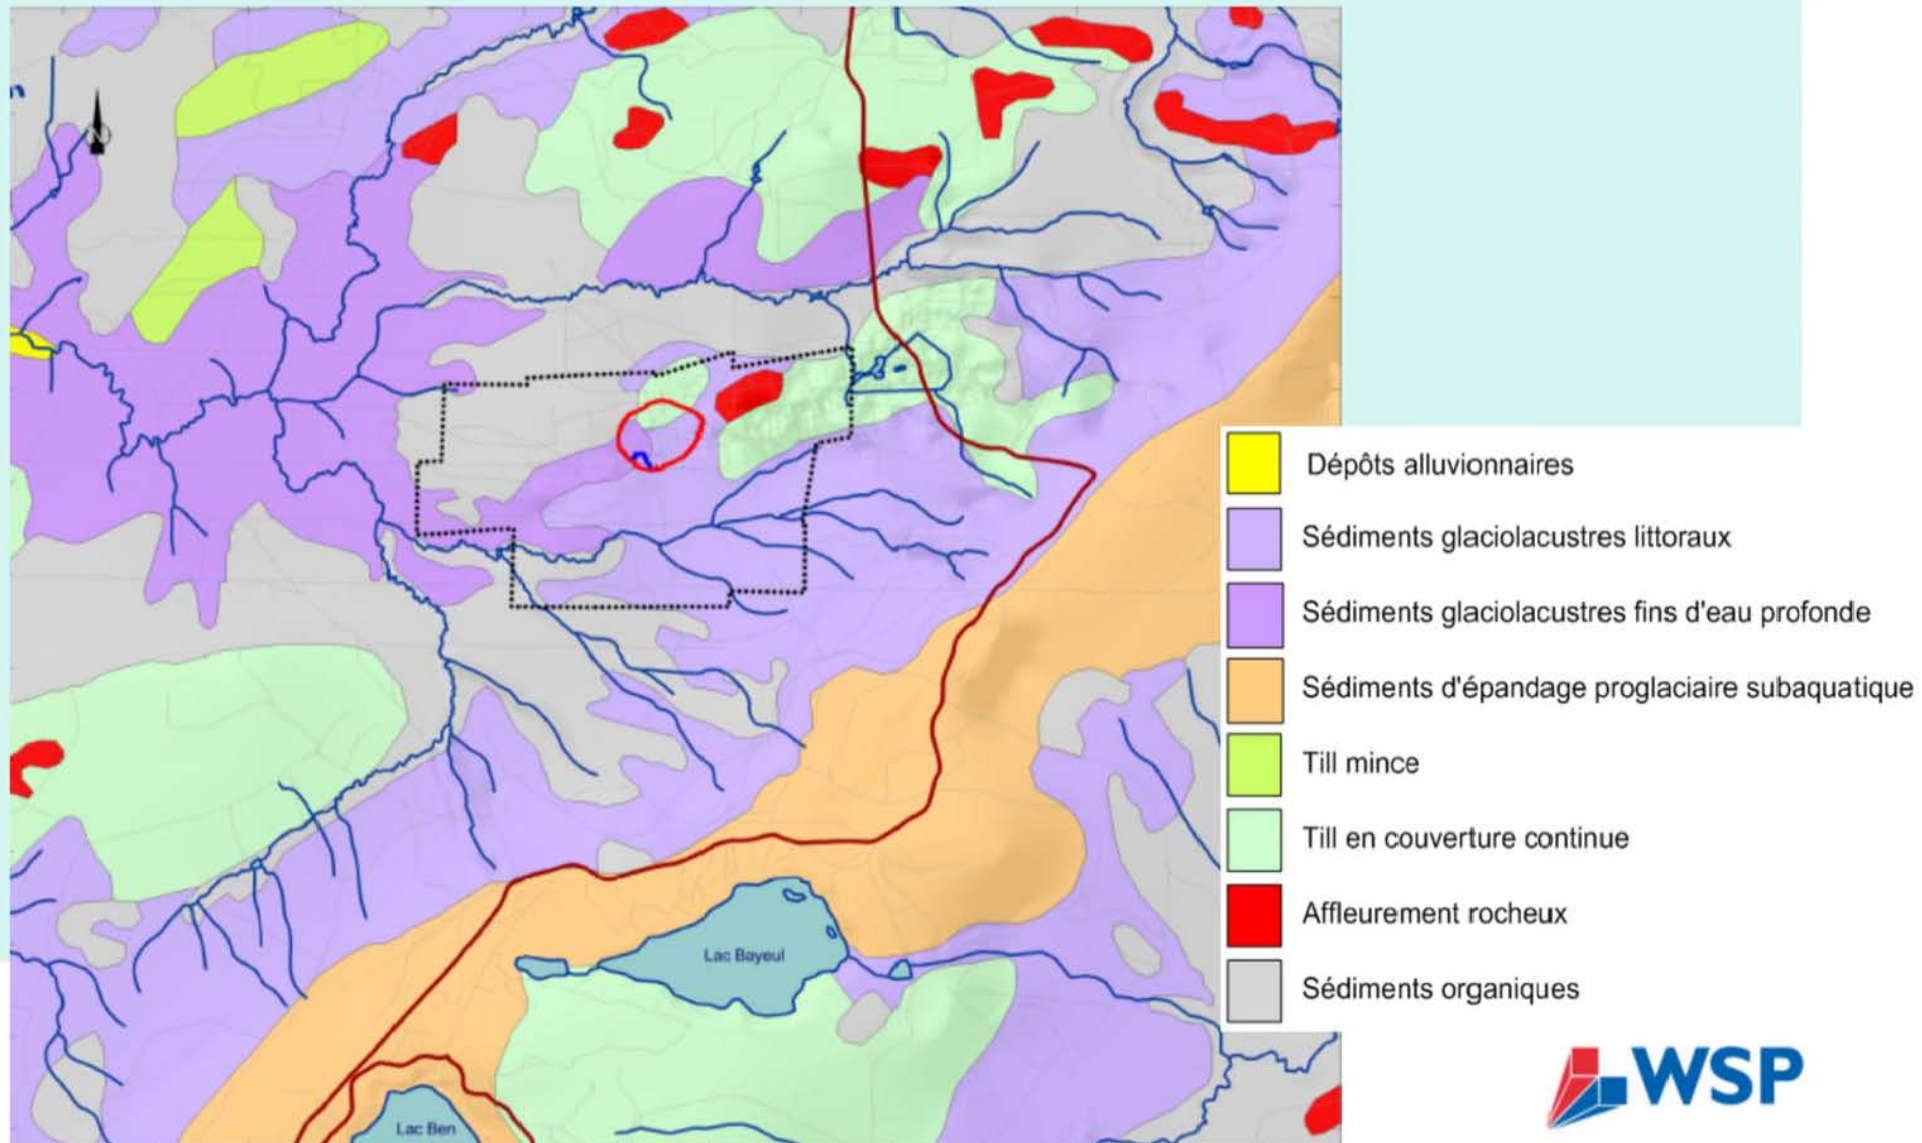 N
Dépôts alluvionnaires
Sédiments glaciolacustres littoraux
Sédiments glaciolacustres fins d'eau profonde
Sédiments d'épandage proglaciaire subaquatique
Till mince
Till en couverture continue
Affleurement rocheux
Sédiments organiques
Lac Bayeul
Lac Ben
WSP